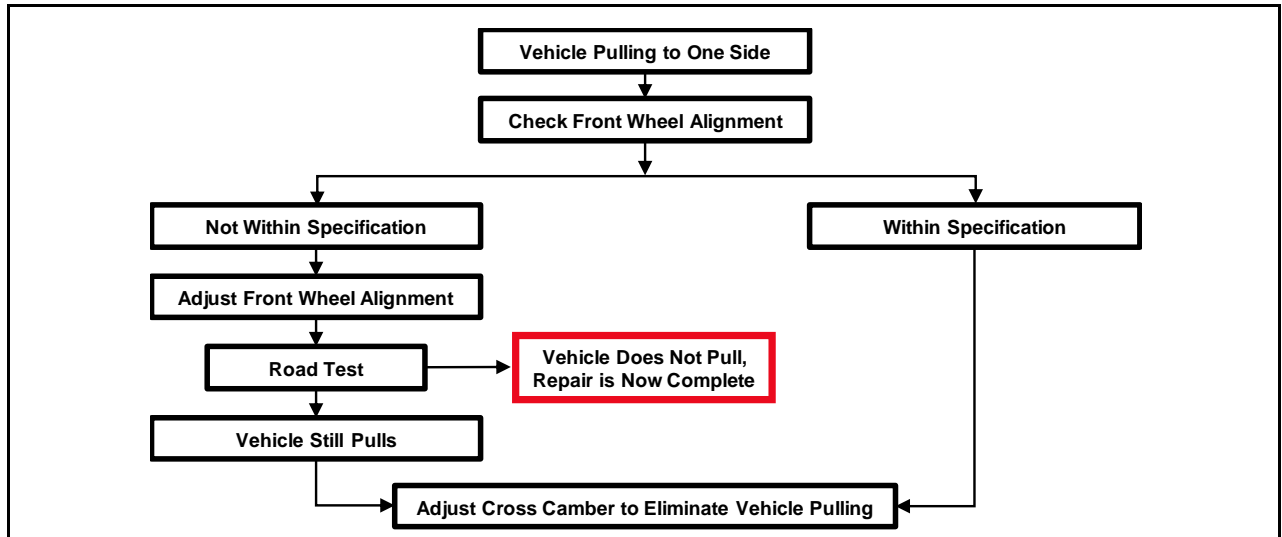 Vehicle Pulling to One Side
Check Front Wheel Alignment
Not Within Specification
Within Specification
Adjust Front Wheel Alignment
Road Test
Vehicle Does Not Pull,
Repair is Now Complete
Vehicle Still Pulls
Adjust Cross Camber to Eliminate Vehicle Pulling